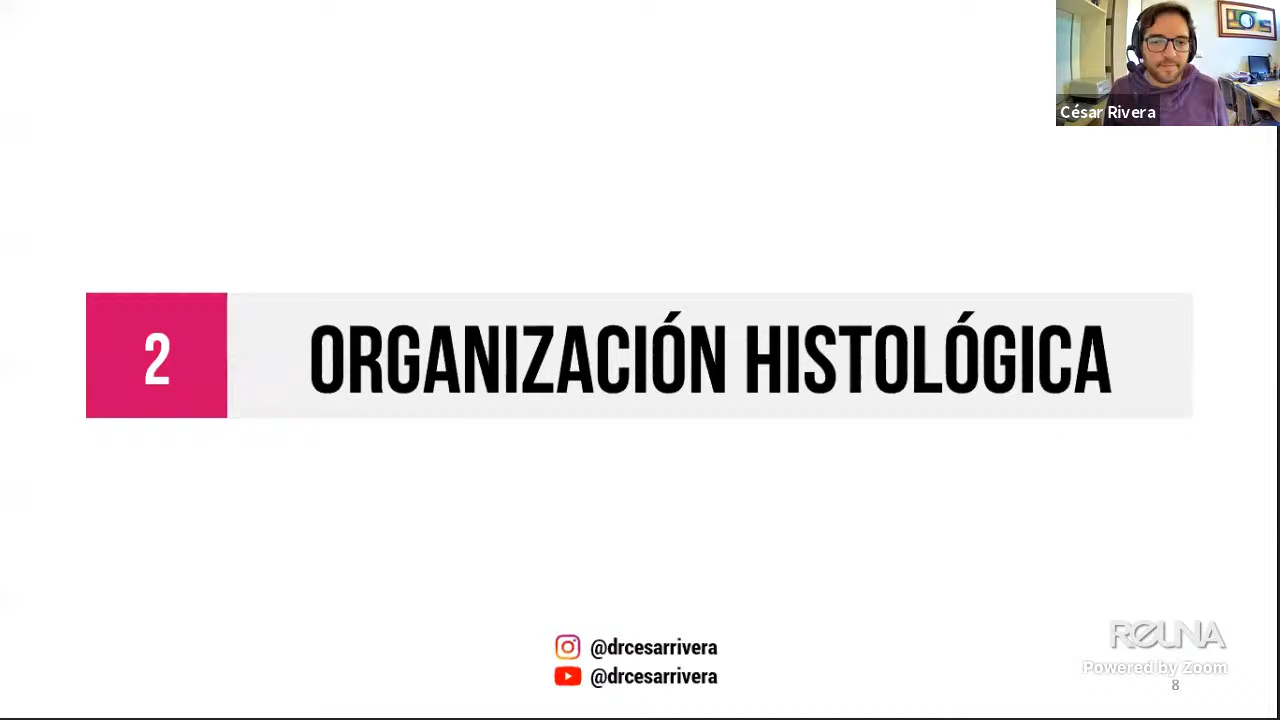 César Rivera
2
ORGANIZACIÓN HISTOLÓGICA
@drcesarrivera
@drcesarrivera
REUNA
Powered by Zoom
8